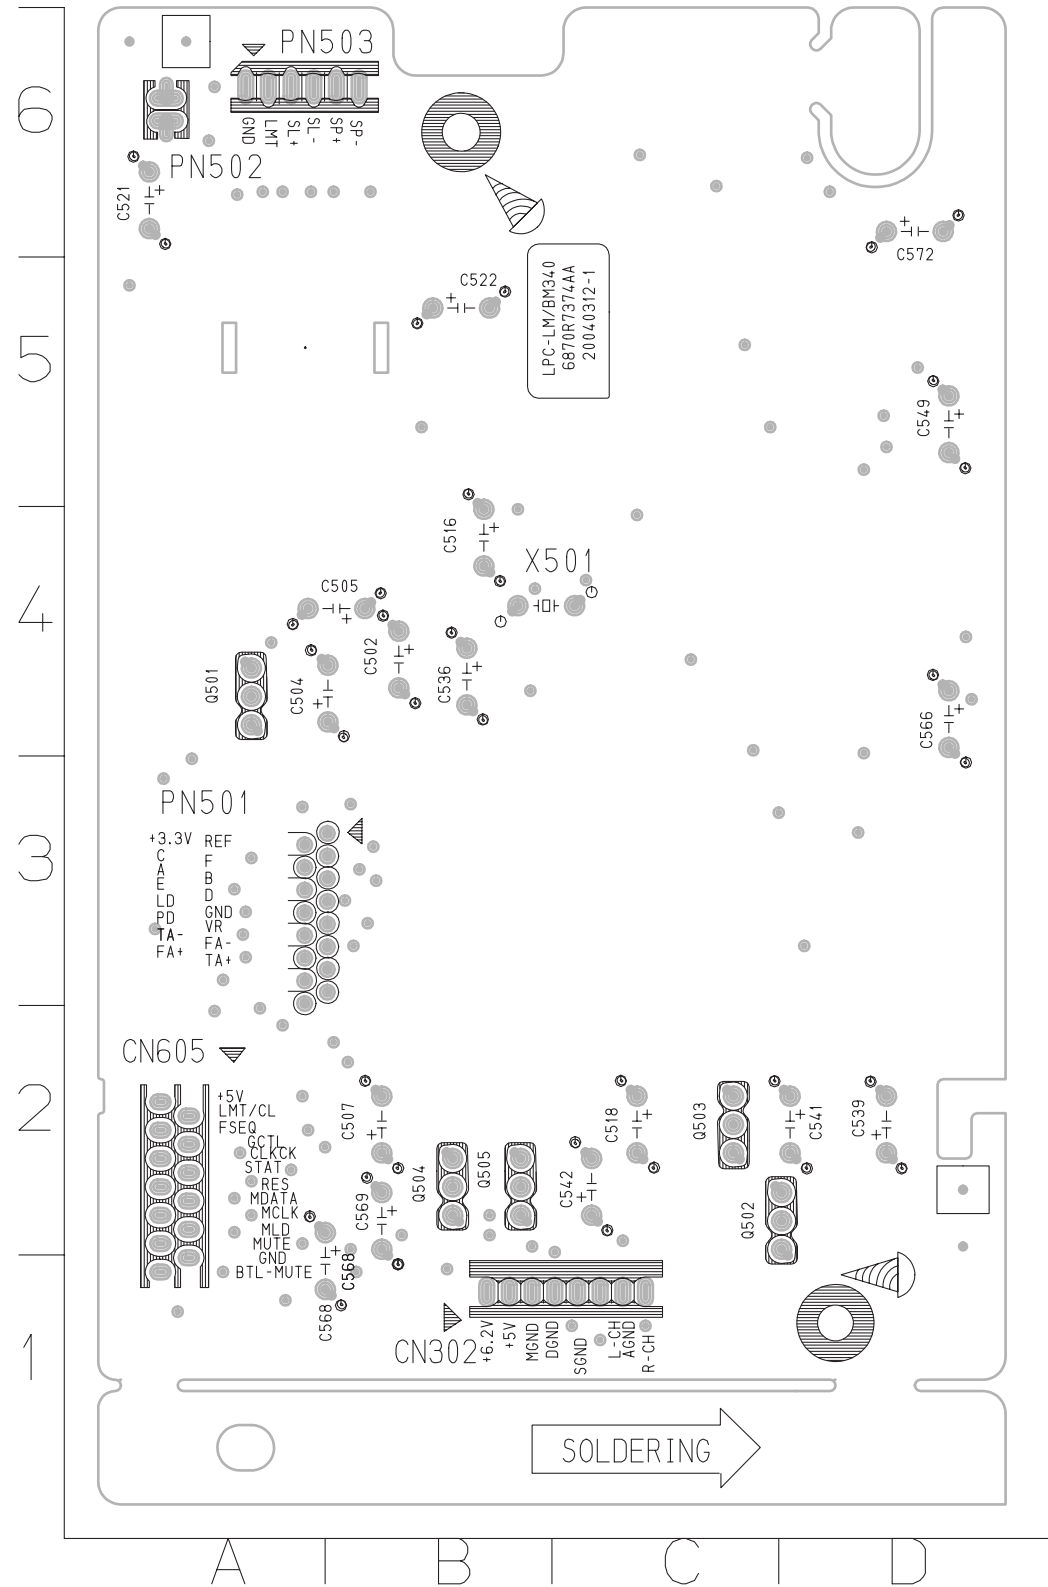 PN503
6
GND
LMT
SL+
SL-
SP+
SP-
PN502
C521
C572
C522
LPC-LM/BM340
6870R7374AA
20040312-1
5
C549
C516
X501
C505
4
C502
Q501
C504
C536
C566
PN501
3
+3.3V REF
C F
A B
E D
LD GND
PD VR
TA- FA-
FA+ TA+
CN605
2
+5V
LMT/CL
FSEQ
GCTL
CLKCK
STAT
RES
MDATA
MCLK
MLD
MUTE
GND
BTL-MUTE
C507
C518
Q503
C541
C539
Q504
Q505
C542
C569
Q502
C568
C568
1
CN302
+6.2V
+5V
MGND
DGND
SGND
L-CH
AGND
R-CH
SOLDERING
A B C D